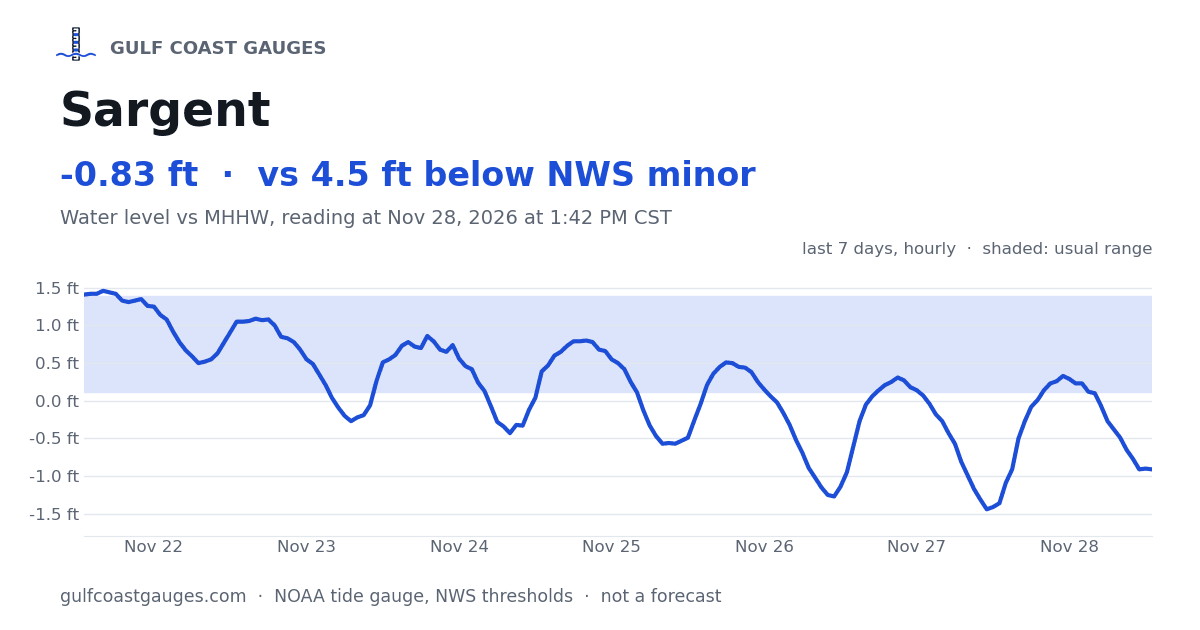 GULF COAST GAUGES
Sargent
-0.83 ft · vs 4.5 ft below NWS minor
Water level vs MHHW, reading at Nov 28, 2026 at 1:42 PM CST
last 7 days, hourly · shaded: usual range
1.5 ft
1.0 ft
0.5 ft
0.0 ft
-0.5 ft
-1.0 ft
-1.5 ft
Nov 22 Nov 23 Nov 24 Nov 25 Nov 26 Nov 27 Nov 28
gulfcoastgauges.com · NOAA tide gauge, NWS thresholds · not a forecast